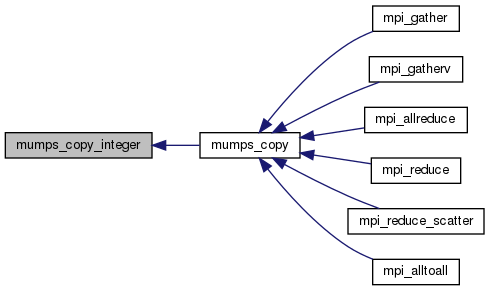 mpi_gather
mpi_gatherv
mpi_allreduce
mumps_copy_integer
mumps_copy
mpi_reduce
mpi_reduce_scatter
mpi_alltoall